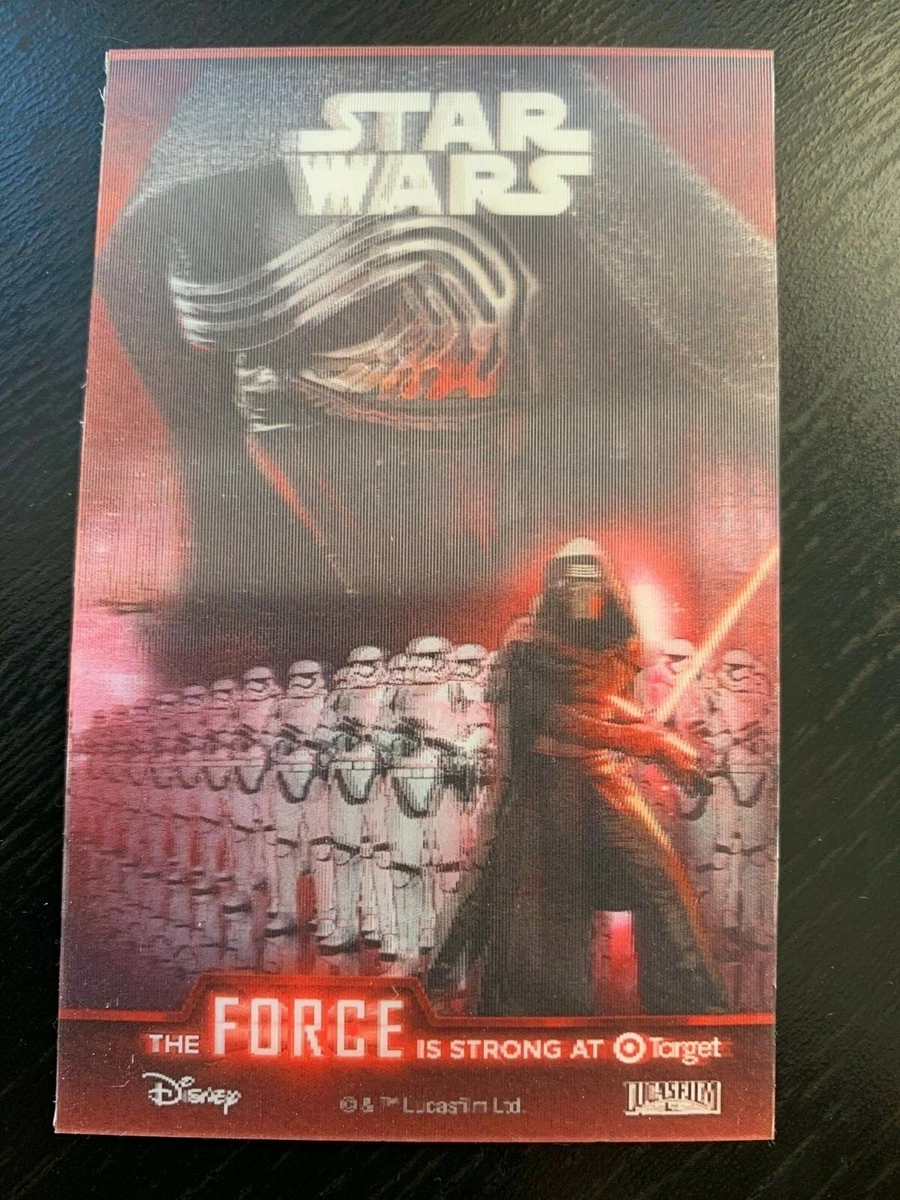 STAR
WARS
THE FORCE IS STRONG AT Target
Disney
© & ™ Lucasfilm Ltd.
LUCASFILM